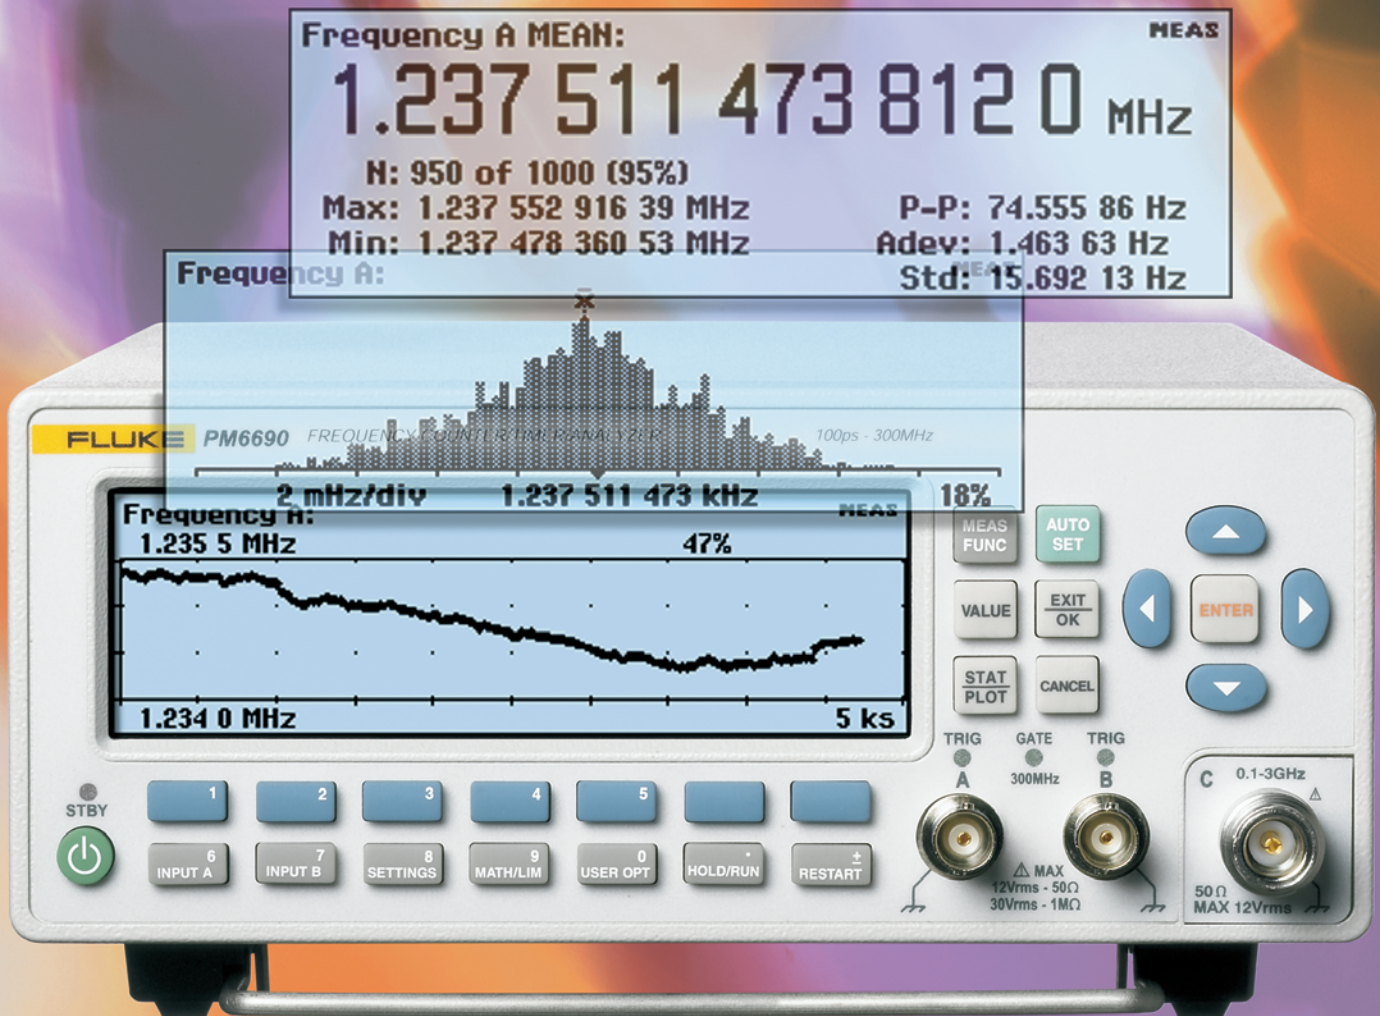 Frequency A MEAN: MEAS
1.237 511 473 812 0 MHz
N: 950 of 1000 (95%)
Max: 1.237 552 916 39 MHz P-P: 74.555 86 Hz
Min: 1.237 478 360 53 MHz Adev: 1.463 63 Hz
Std: 15.692 13 Hz
Frequency A: MEAS
FLUKE PM6690 FREQUENCY COUNTER/TIMER/ANALYZER 100ps - 300MHz
2 mHz/div 1.237 511 473 kHz 18%
Frequency A: MEAS
1.235 5 MHz 47%
1.234 0 MHz 5 ks
MEAS FUNC
AUTO SET
VALUE
EXIT OK
ENTER
STAT PLOT
CANCEL
TRIG GATE TRIG
A 300MHz B
C 0.1-3GHz
STBY
1 2 3 4 5
6 7 8 9 0 . ±
INPUT A INPUT B SETTINGS MATH/LIM USER OPT HOLD/RUN RESTART
MAX
12Vrms - 50Ω
30Vrms - 1MΩ
50Ω
MAX 12Vrms